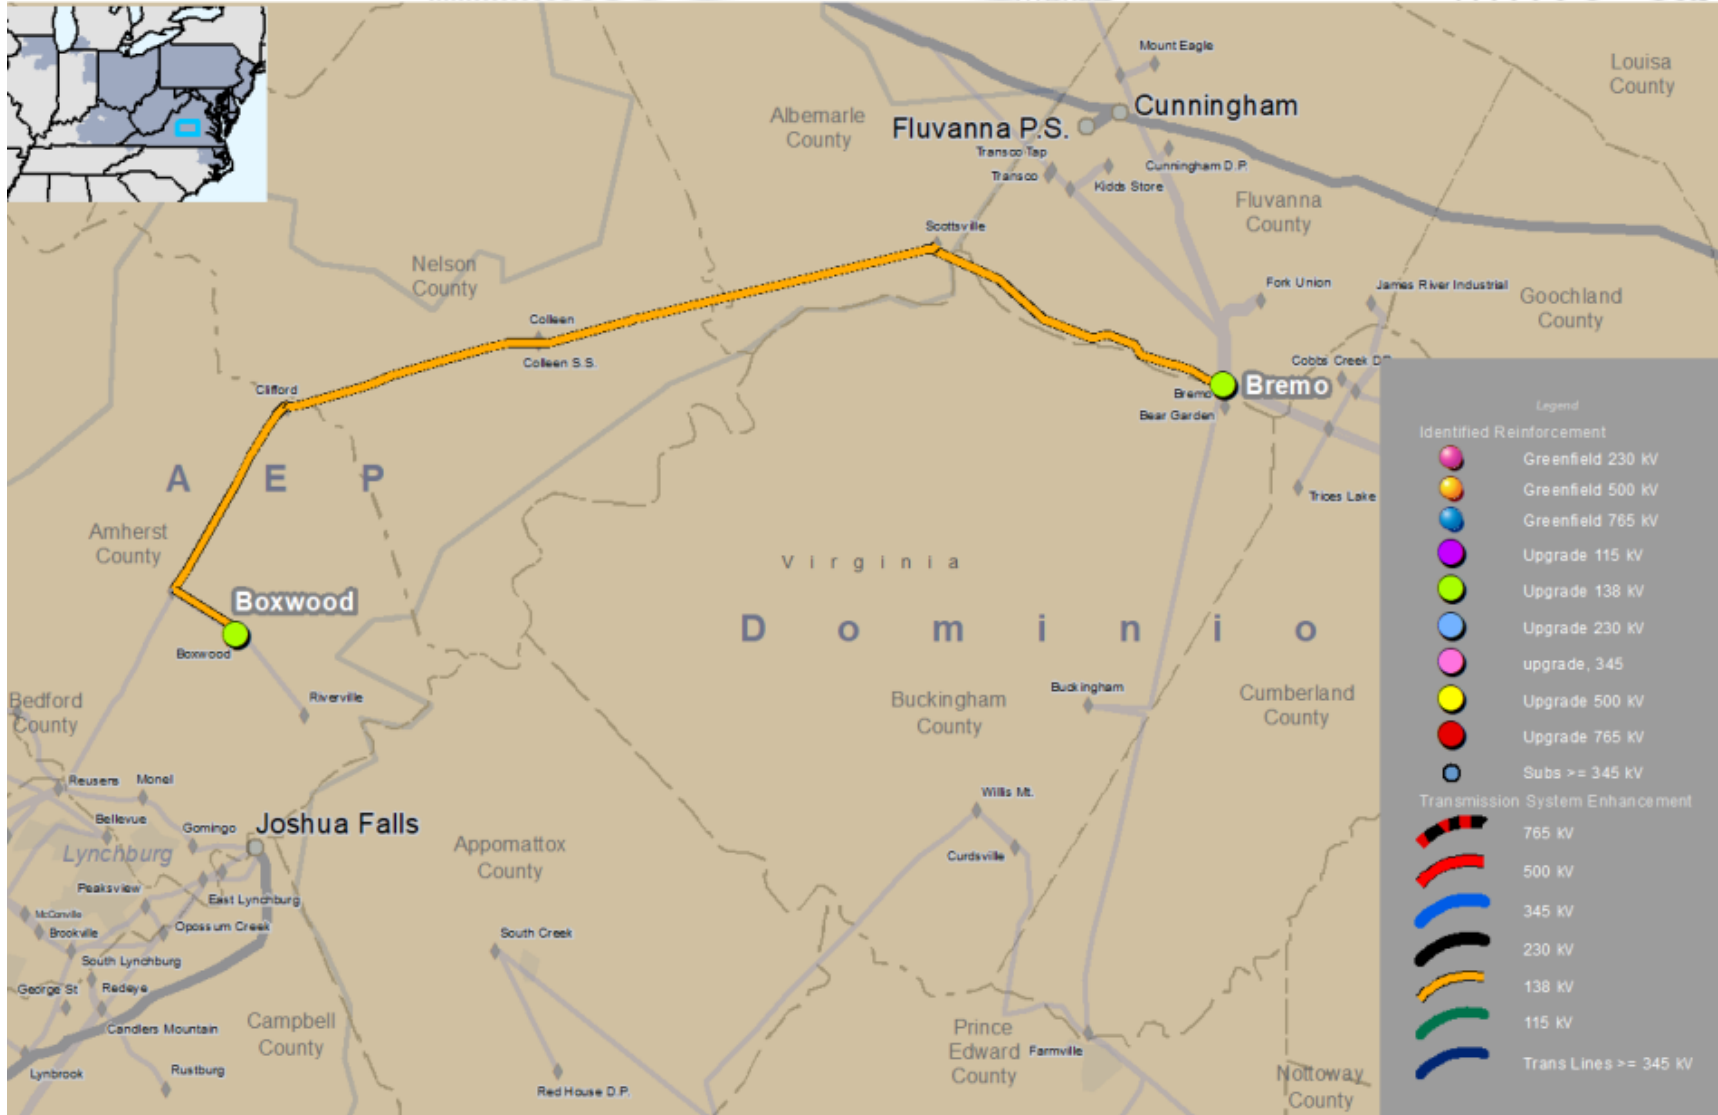 Mount Eagle
Louisa
County
Cunningham
Albemarle
County
Fluvanna P.S.
Transco Tap
Cunningham D.P.
Transco
Kidds Store
Fluvanna
County
Scottsville
Nelson
County
Fork Union
James River Industrial
Goochland
County
Colleen
Colleen S.S.
Cobbs Creek D.P.
Clifford
Bremo
Bremo
Bear Garden
A E P
Trices Lake
Amherst
County
Virginia
Boxwood
Boxwood
D o m i n i o
Riverville
Bedford
County
Buckingham
Buckingham
County
Cumberland
County
Reusens
Monel
Bellevue
Gomingo
Joshua Falls
Lynchburg
Willis Mt.
Appomattox
County
Curdsville
Peaksview
East Lynchburg
McConville
Brookville
Opossum Creek
South Creek
South Lynchburg
George St
Redeye
Candlers Mountain
Campbell
County
Prince
Edward
County
Farmville
Lynbrook
Rustburg
Red House D.P.
Nottoway
County
Legend
Identified Reinforcement
Greenfield 230 kV
Greenfield 500 kV
Greenfield 765 kV
Upgrade 115 kV
Upgrade 138 kV
Upgrade 230 kV
upgrade, 345
Upgrade 500 kV
Upgrade 765 kV
Subs >= 345 kV
Transmission System Enhancement
765 kV
500 kV
345 kV
230 kV
138 kV
115 kV
Trans Lines >= 345 kV